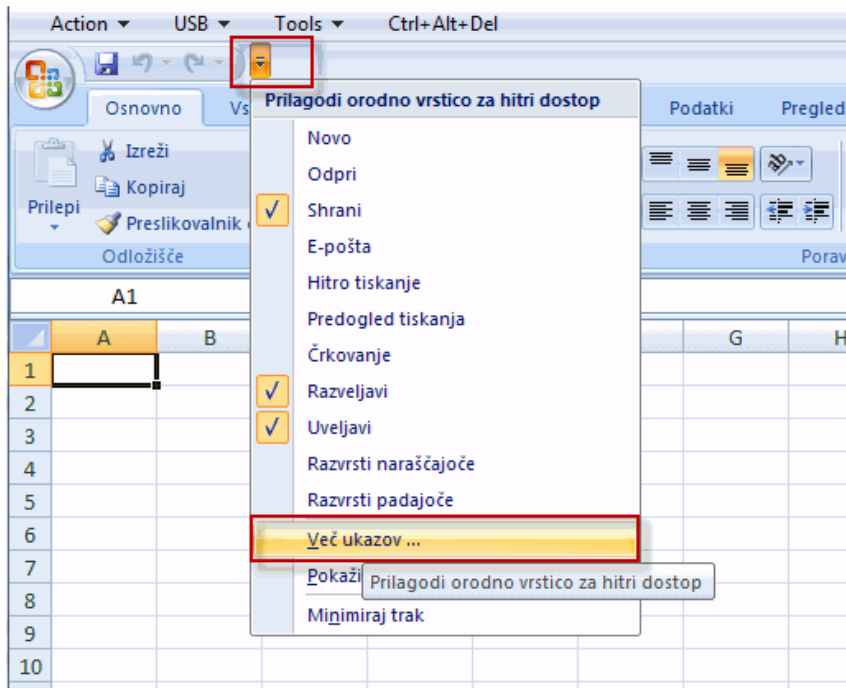 Action USB Tools Ctrl+Alt+Del
Prilagodi orodno vrstico za hitri dostop
Osnovno Vs Podatki Pregled
Izreži
Kopiraj
Prilepi
Preslikovalnik
Odložišče
Porav
Novo
Odpri
Shrani
E-pošta
Hitro tiskanje
Predogled tiskanja
Črkovanje
Razveljavi
Uveljavi
Razvrsti naraščajoče
Razvrsti padajoče
Več ukazov ...
Pokaži
Prilagodi orodno vrstico za hitri dostop
Minimiraj trak
A1
A B G H
1
2
3
4
5
6
7
8
9
10